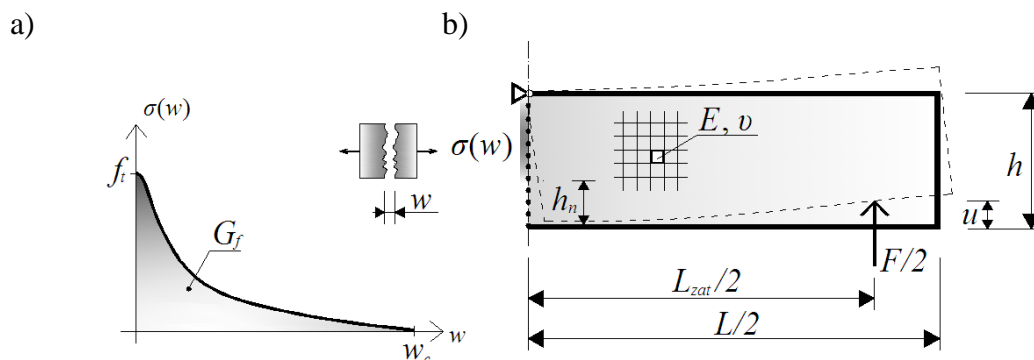 a)
σ(w)
f_t
G_f
w_c
w
w
σ(w)
b)
E, υ
h_n
h
u
F/2
L_zat/2
L/2